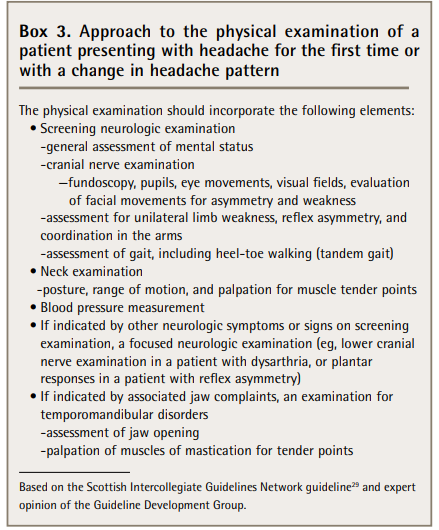 Box 3. Approach to the physical examination of a
patient presenting with headache for the first time or
with a change in headache pattern
The physical examination should incorporate the following elements:
• Screening neurologic examination
-general assessment of mental status
-cranial nerve examination
—fundoscopy, pupils, eye movements, visual fields, evaluation
of facial movements for asymmetry and weakness
-assessment for unilateral limb weakness, reflex asymmetry, and
coordination in the arms
-assessment of gait, including heel-toe walking (tandem gait)
• Neck examination
-posture, range of motion, and palpation for muscle tender points
• Blood pressure measurement
• If indicated by other neurologic symptoms or signs on screening
examination, a focused neurologic examination (eg, lower cranial
nerve examination in a patient with dysarthria, or plantar
responses in a patient with reflex asymmetry)
• If indicated by associated jaw complaints, an examination for
temporomandibular disorders
-assessment of jaw opening
-palpation of muscles of mastication for tender points
Based on the Scottish Intercollegiate Guidelines Network guideline29 and expert
opinion of the Guideline Development Group.